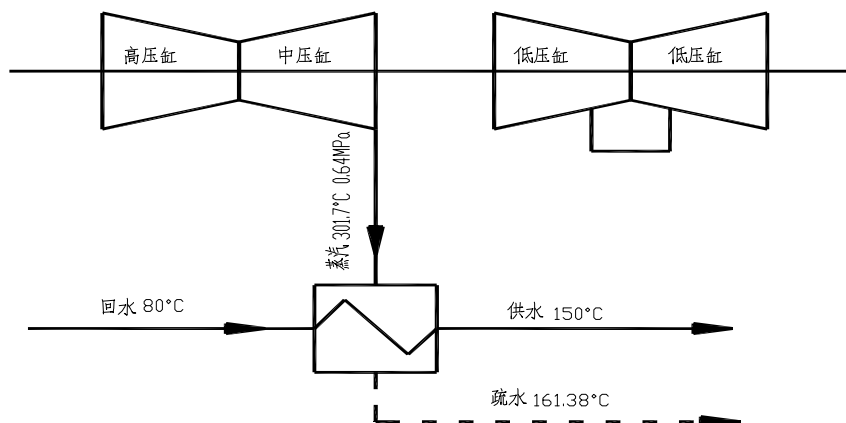 高压缸
中压缸
低压缸
低压缸
蒸汽 301.7°C 0.64MPa
回水 80°C
供水 150°C
疏水 161.38°C